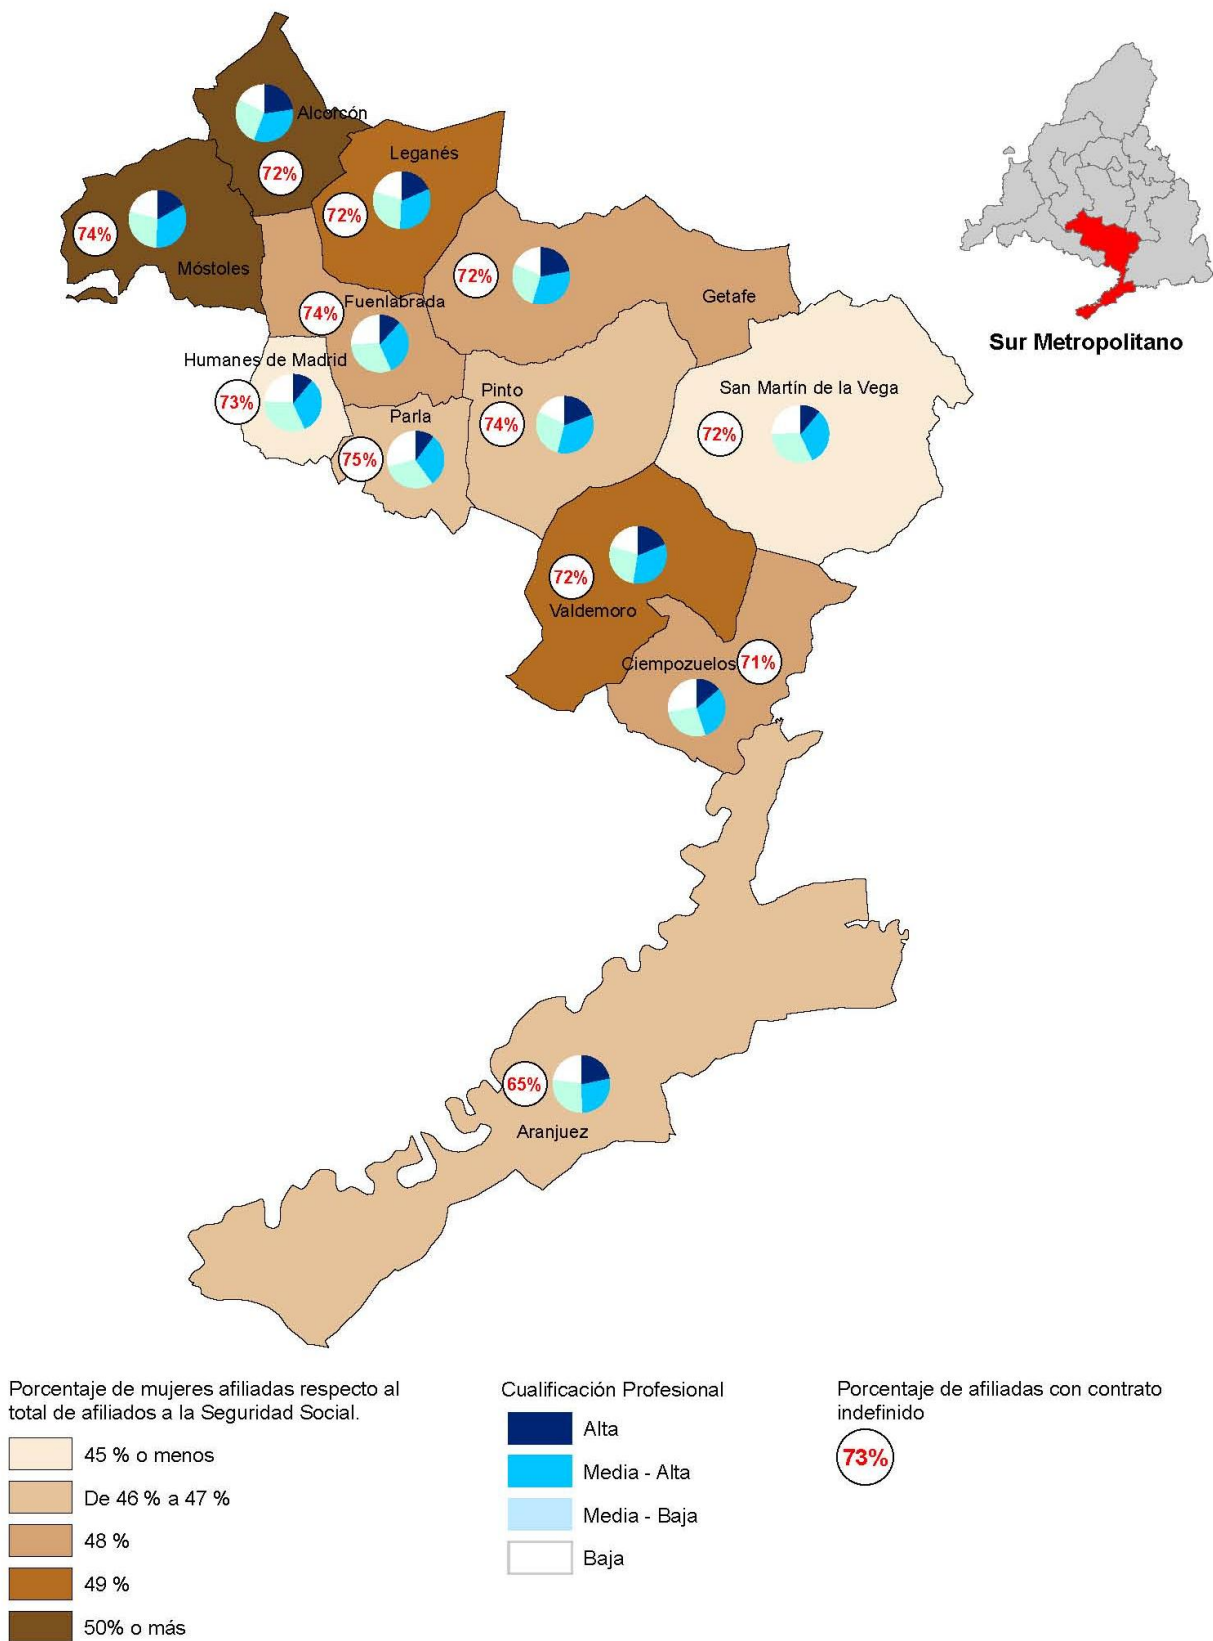 Alcorcón
72%
Leganés
72%
74%
Móstoles
72%
Getafe
Fuenlabrada
74%
Humanes de Madrid
73%
Parla
75%
Pinto
74%
San Martín de la Vega
72%
72%
Valdemoro
Ciempozuelos
71%
65%
Aranjuez
Sur Metropolitano
Porcentaje de mujeres afiliadas respecto al
total de afiliados a la Seguridad Social.
45 % o menos
De 46 % a 47 %
48 %
49 %
50% o más
Cualificación Profesional
Alta
Media - Alta
Media - Baja
Baja
Porcentaje de afiliadas con contrato
indefinido
73%